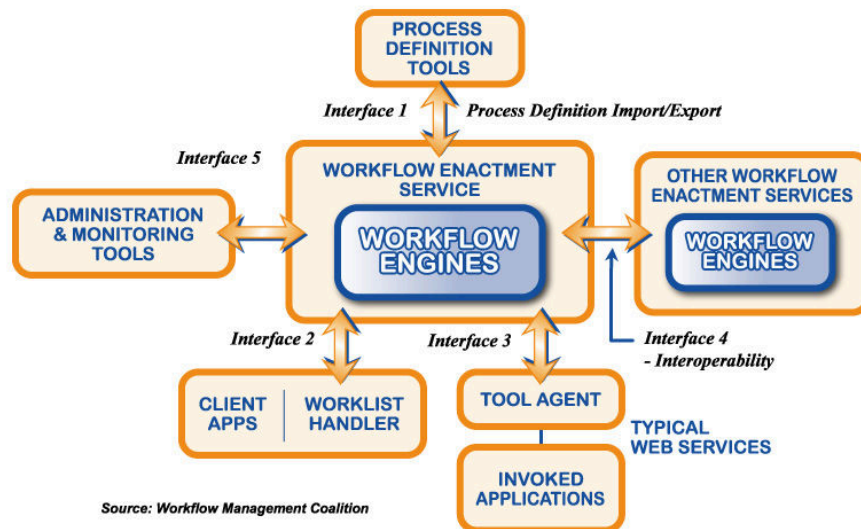 PROCESS
DEFINITION
TOOLS
Interface 1
Process Definition Import/Export
Interface 5
WORKFLOW ENACTMENT
SERVICE
WORKFLOW
ENGINES
OTHER WORKFLOW
ENACTMENT SERVICES
WORKFLOW
ENGINES
ADMINISTRATION
& MONITORING
TOOLS
Interface 2
Interface 3
Interface 4
- Interoperability
CLIENT
APPS
WORKLIST
HANDLER
TOOL AGENT
TYPICAL
WEB SERVICES
INVOKED
APPLICATIONS
Source: Workflow Management Coalition